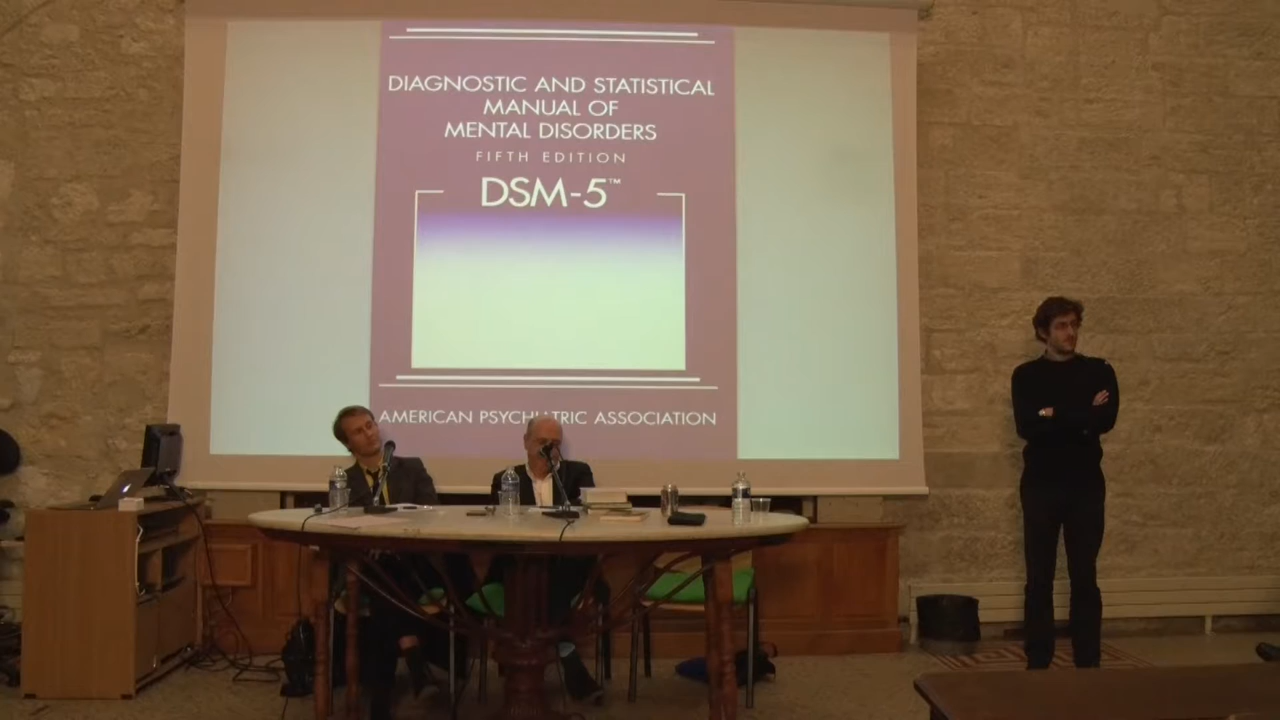 DIAGNOSTIC AND STATISTICAL
MANUAL OF
MENTAL DISORDERS
FIFTH EDITION
DSM-5™
AMERICAN PSYCHIATRIC ASSOCIATION